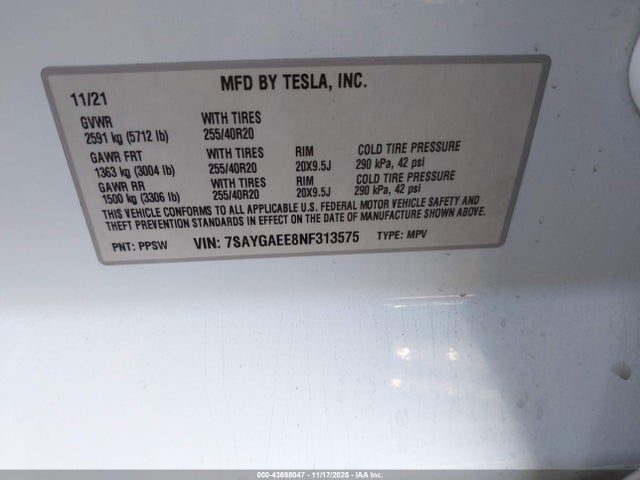 MFD BY TESLA, INC.
11/21
GVWR WITH TIRES
2591 kg (5712 lb) 255/40R20
GAWR FRT WITH TIRES RIM COLD TIRE PRESSURE
1363 kg (3004 lb) 255/40R20 20X9.5J 290 kPa, 42 psi
GAWR RR WITH TIRES RIM COLD TIRE PRESSURE
1500 kg (3306 lb) 255/40R20 20X9.5J 290 kPa, 42 psi
THIS VEHICLE CONFORMS TO ALL APPLICABLE U.S. FEDERAL MOTOR VEHICLE SAFETY AND
THEFT PREVENTION STANDARDS IN EFFECT ON THE DATE OF MANUFACTURE SHOWN ABOVE.
PNT: PPSW VIN: 7SAYGAEE8NF313575 TYPE: MPV
000-43698047 - 11/17/2025 - IAA Inc.